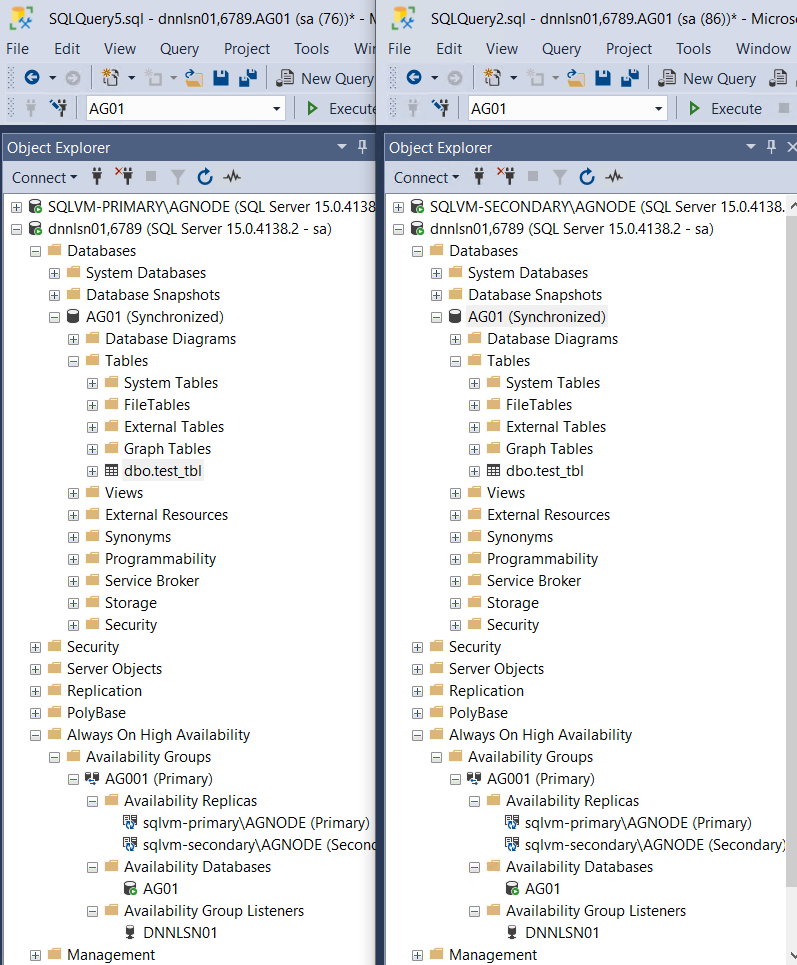 SQLQuery5.sql - dnnlsn01,6789.AG01 (sa (76))* - M
File Edit View Query Project Tools
New Query
AG01
Execute
Object Explorer
Connect
SQLVM-PRIMARY\AGNODE (SQL Server 15.0.4138
dnnlsn01,6789 (SQL Server 15.0.4138.2 - sa)
Databases
System Databases
Database Snapshots
AG01 (Synchronized)
Database Diagrams
Tables
System Tables
FileTables
External Tables
Graph Tables
dbo.test_tbl
Views
External Resources
Synonyms
Programmability
Service Broker
Storage
Security
Security
Server Objects
Replication
PolyBase
Always On High Availability
Availability Groups
AG001 (Primary)
Availability Replicas
sqlvm-primary\AGNODE (Primary)
sqlvm-secondary\AGNODE (Secon
Availability Databases
AG01
Availability Group Listeners
DNNLSN01
Management
SQLQuery2.sql - dnnlsn01,6789.AG01 (sa (86))* - Micros
File Edit View Query Project Tools Window
New Query
AG01
Execute
Object Explorer
Connect
SQLVM-SECONDARY\AGNODE (SQL Server 15.0.4138.
dnnlsn01,6789 (SQL Server 15.0.4138.2 - sa)
Databases
System Databases
Database Snapshots
AG01 (Synchronized)
Database Diagrams
Tables
System Tables
FileTables
External Tables
Graph Tables
dbo.test_tbl
Views
External Resources
Synonyms
Programmability
Service Broker
Storage
Security
Security
Server Objects
Replication
PolyBase
Always On High Availability
Availability Groups
AG001 (Primary)
Availability Replicas
sqlvm-primary\AGNODE (Primary)
sqlvm-secondary\AGNODE (Secondary)
Availability Databases
AG01
Availability Group Listeners
DNNLSN01
Management